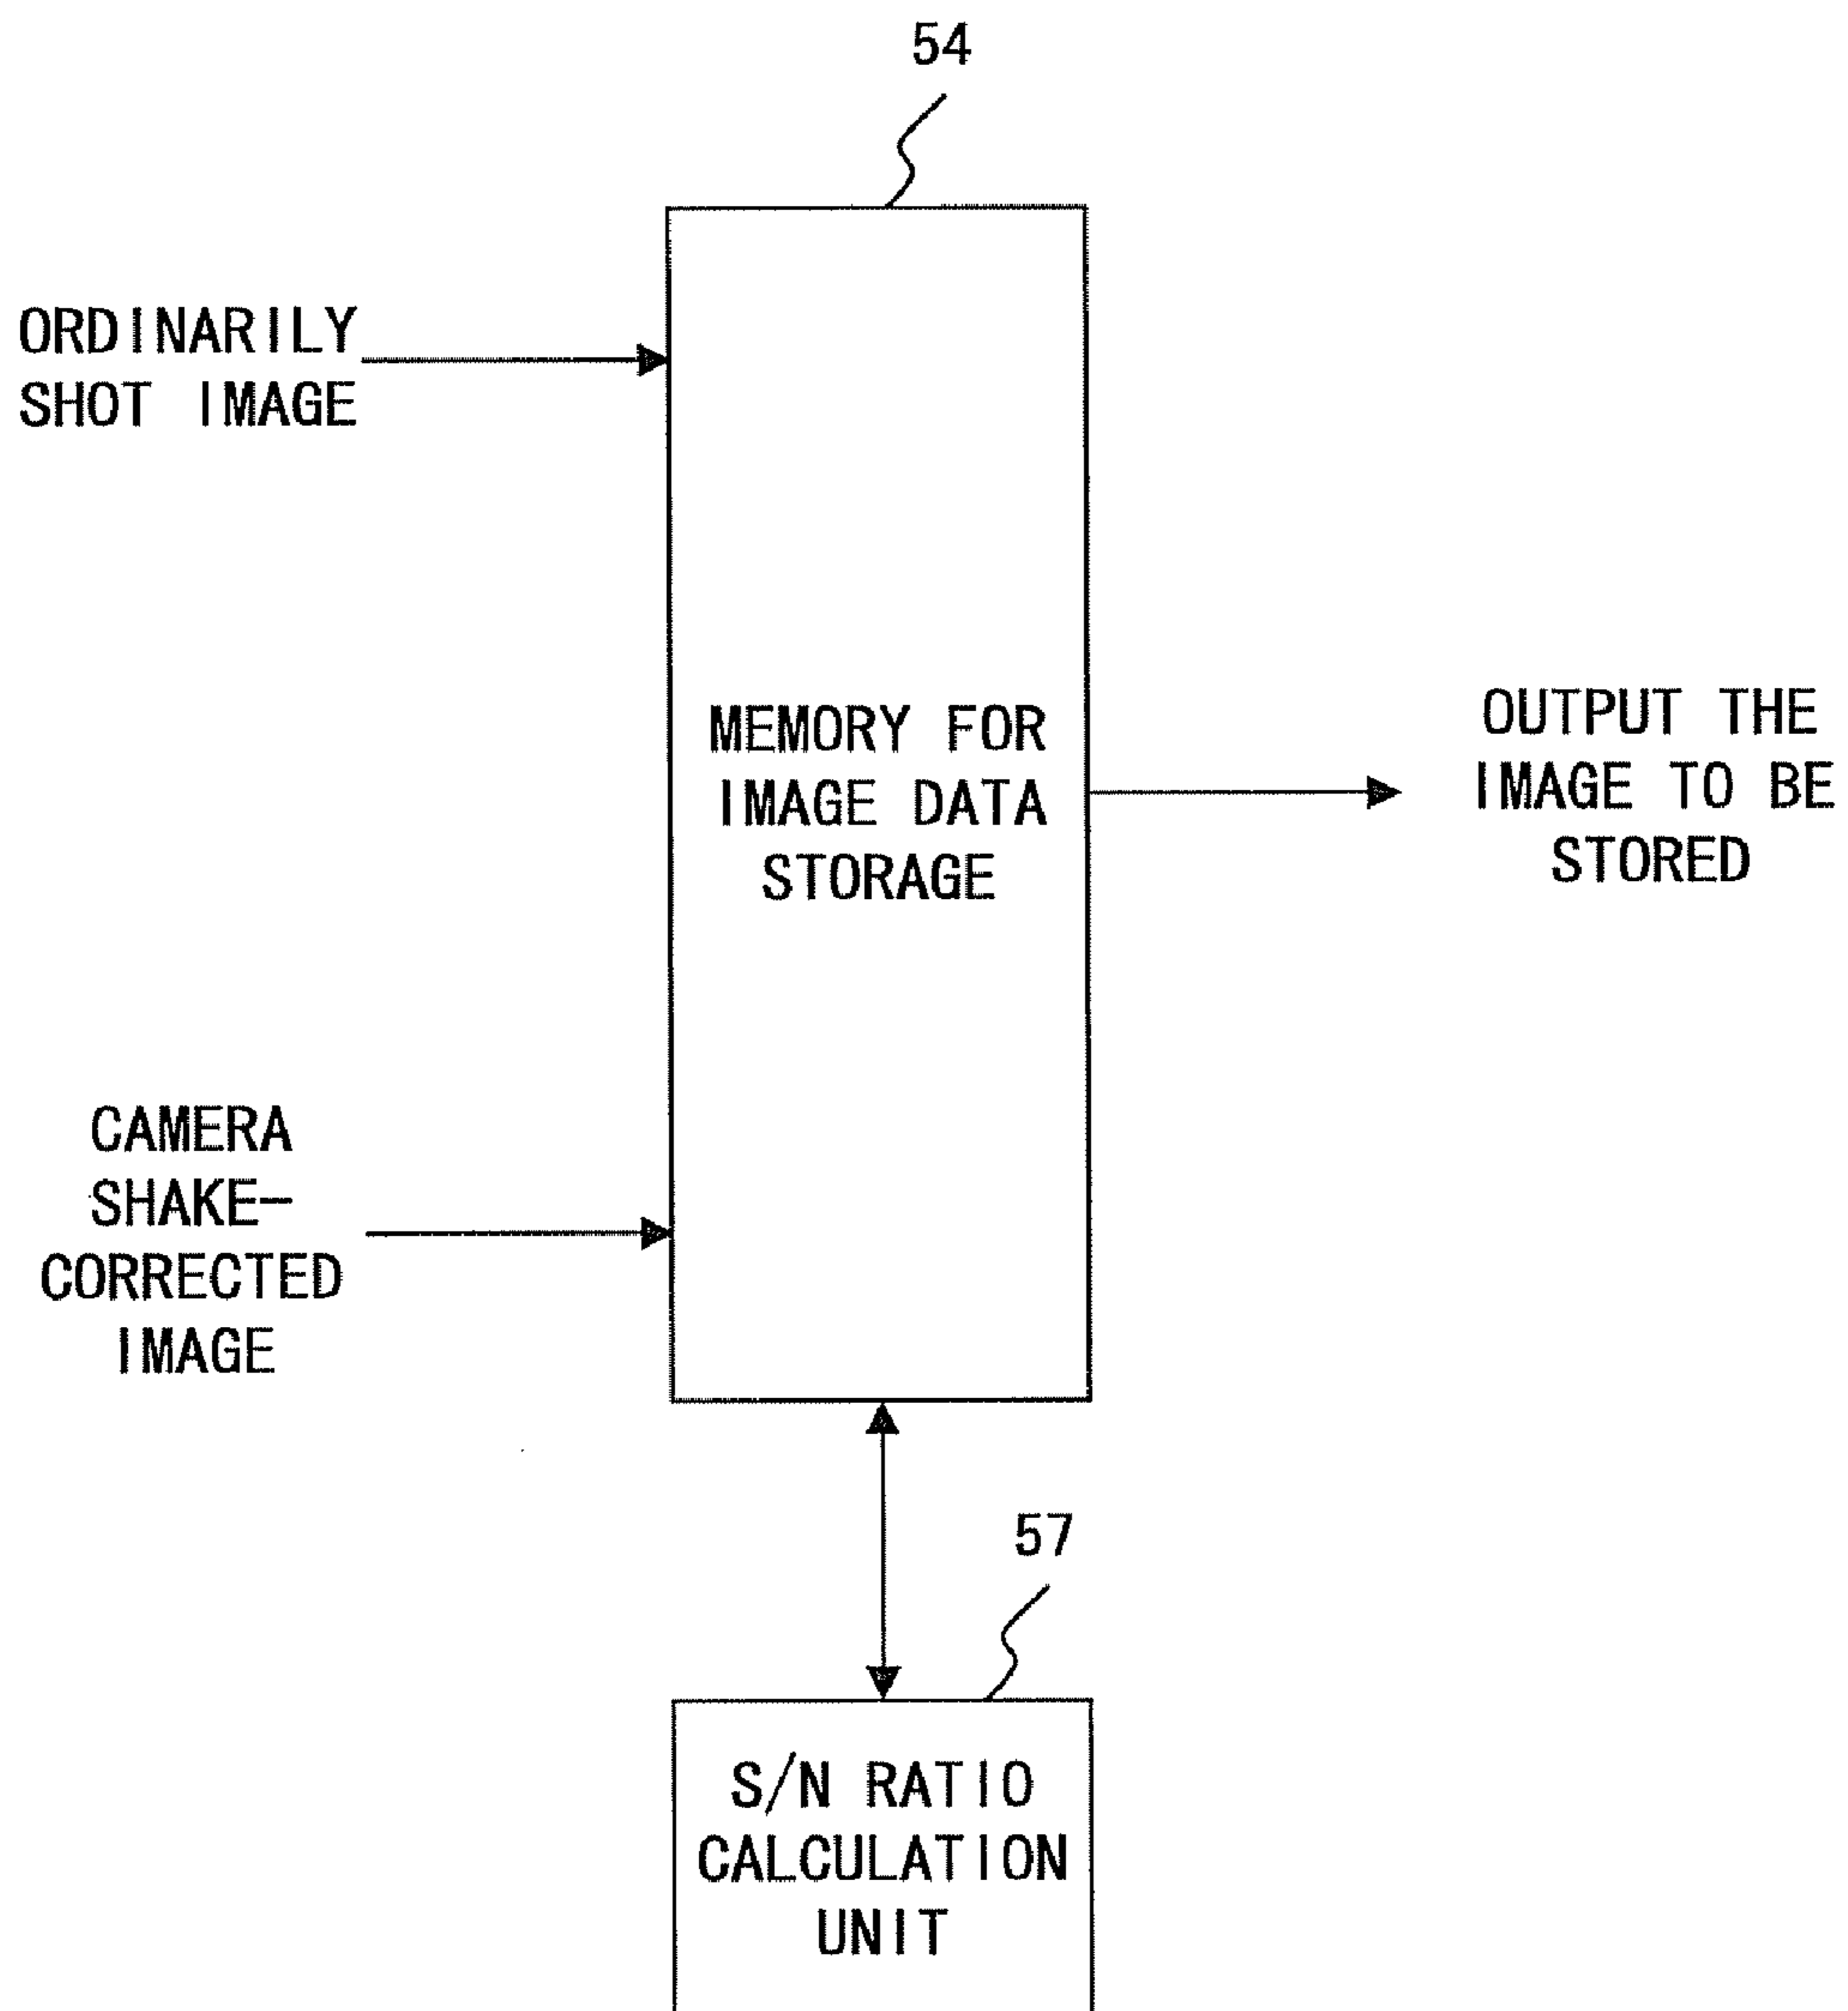 54
ORDINARILY
SHOT IMAGE
MEMORY FOR
IMAGE DATA
STORAGE
OUTPUT THE
IMAGE TO BE
STORED
CAMERA
SHAKE-
CORRECTED
IMAGE
57
S/N RATIO
CALCULATION
UNIT